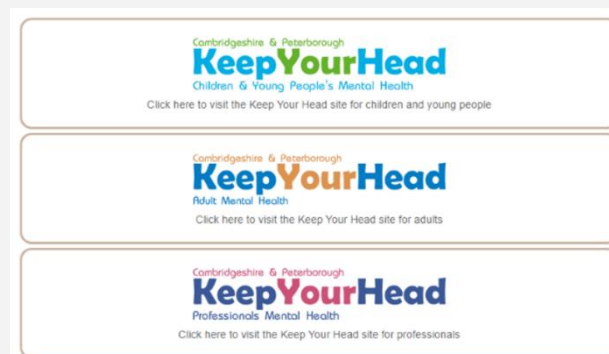 Cambridgeshire & Peterborough
KeepYourHead
Children & Young People's Mental Health
Click here to visit the Keep Your Head site for children and young people
Cambridgeshire & Peterborough
KeepYourHead
Adult Mental Health
Click here to visit the Keep Your Head site for adults
Cambridgeshire & Peterborough
KeepYourHead
Professionals Mental Health
Click here to visit the Keep Your Head site for professionals